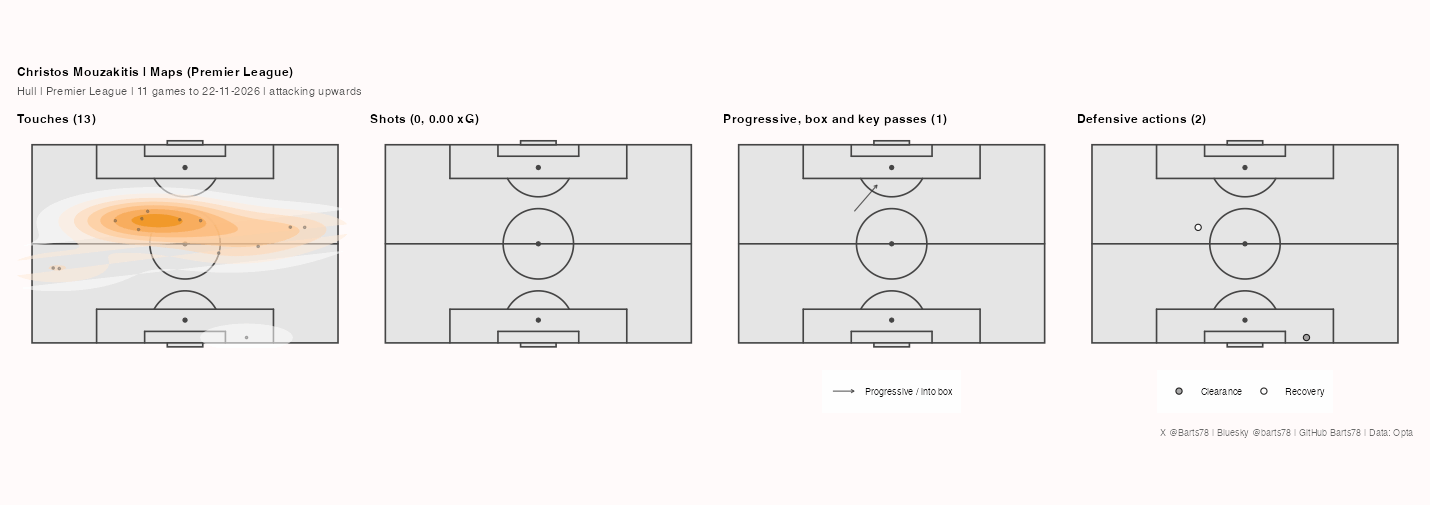 Christos Mouzakitis | Maps (Premier League)
Hull | Premier League | 11 games to 22-11-2026 | attacking upwards
Touches (13)
Shots (0, 0.00 xG)
Progressive, box and key passes (1)
Defensive actions (2)
Progressive / into box
Clearance
Recovery
X @Barts78 | Bluesky @barts78 | GitHub Barts78 | Data: Opta